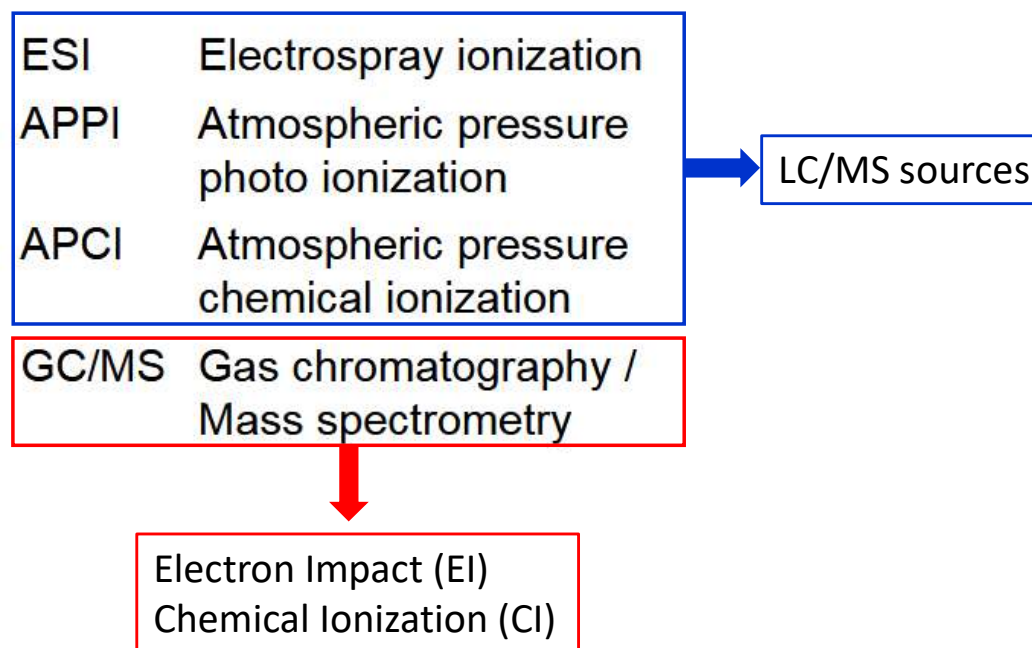 ESI Electrospray ionization
APPI Atmospheric pressure
photo ionization
APCI Atmospheric pressure
chemical ionization
LC/MS sources
GC/MS Gas chromatography /
Mass spectrometry
Electron Impact (EI)
Chemical Ionization (CI)